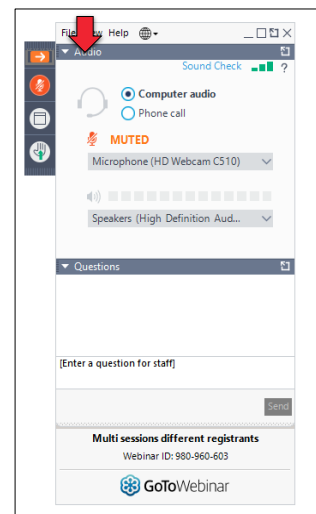 File View Help
Audio
Sound Check ?
Computer audio
Phone call
MUTED
Microphone (HD Webcam C510)
Speakers (High Definition Aud...
Questions
[Enter a question for staff]
Send
Multi sessions different registrants
Webinar ID: 980-960-603
GoToWebinar